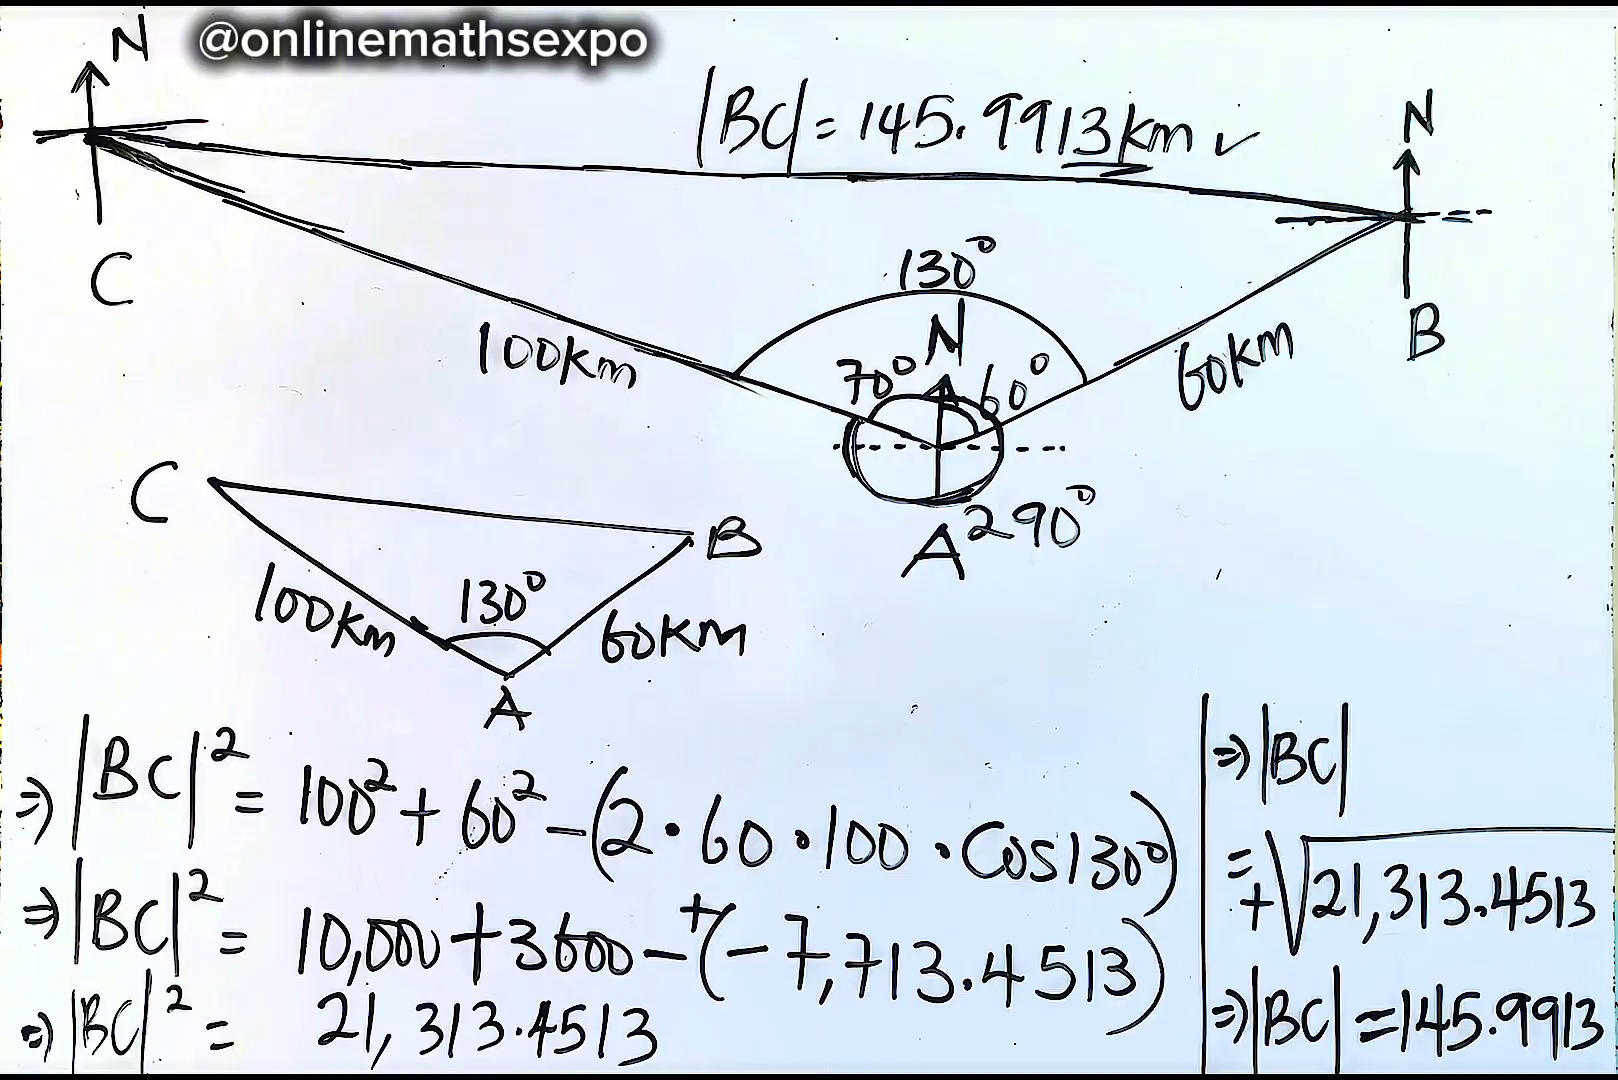 @onlinemathsexpo
N
|BC| = 145.9913km ✓
N
C
130°
N
B
100km
70°
60°
60km
C
B
A 290°
100km
130°
60km
A
⇒ |BC|² = 100² + 60² - (2 · 60 · 100 · Cos130°)
⇒ |BC|² = 10,000 + 3600 - + (- 7,713.4513)
⇒ |BC|² = 21,313.4513
⇒ |BC|
= + √21,313.4513
⇒ |BC| = 145.9913